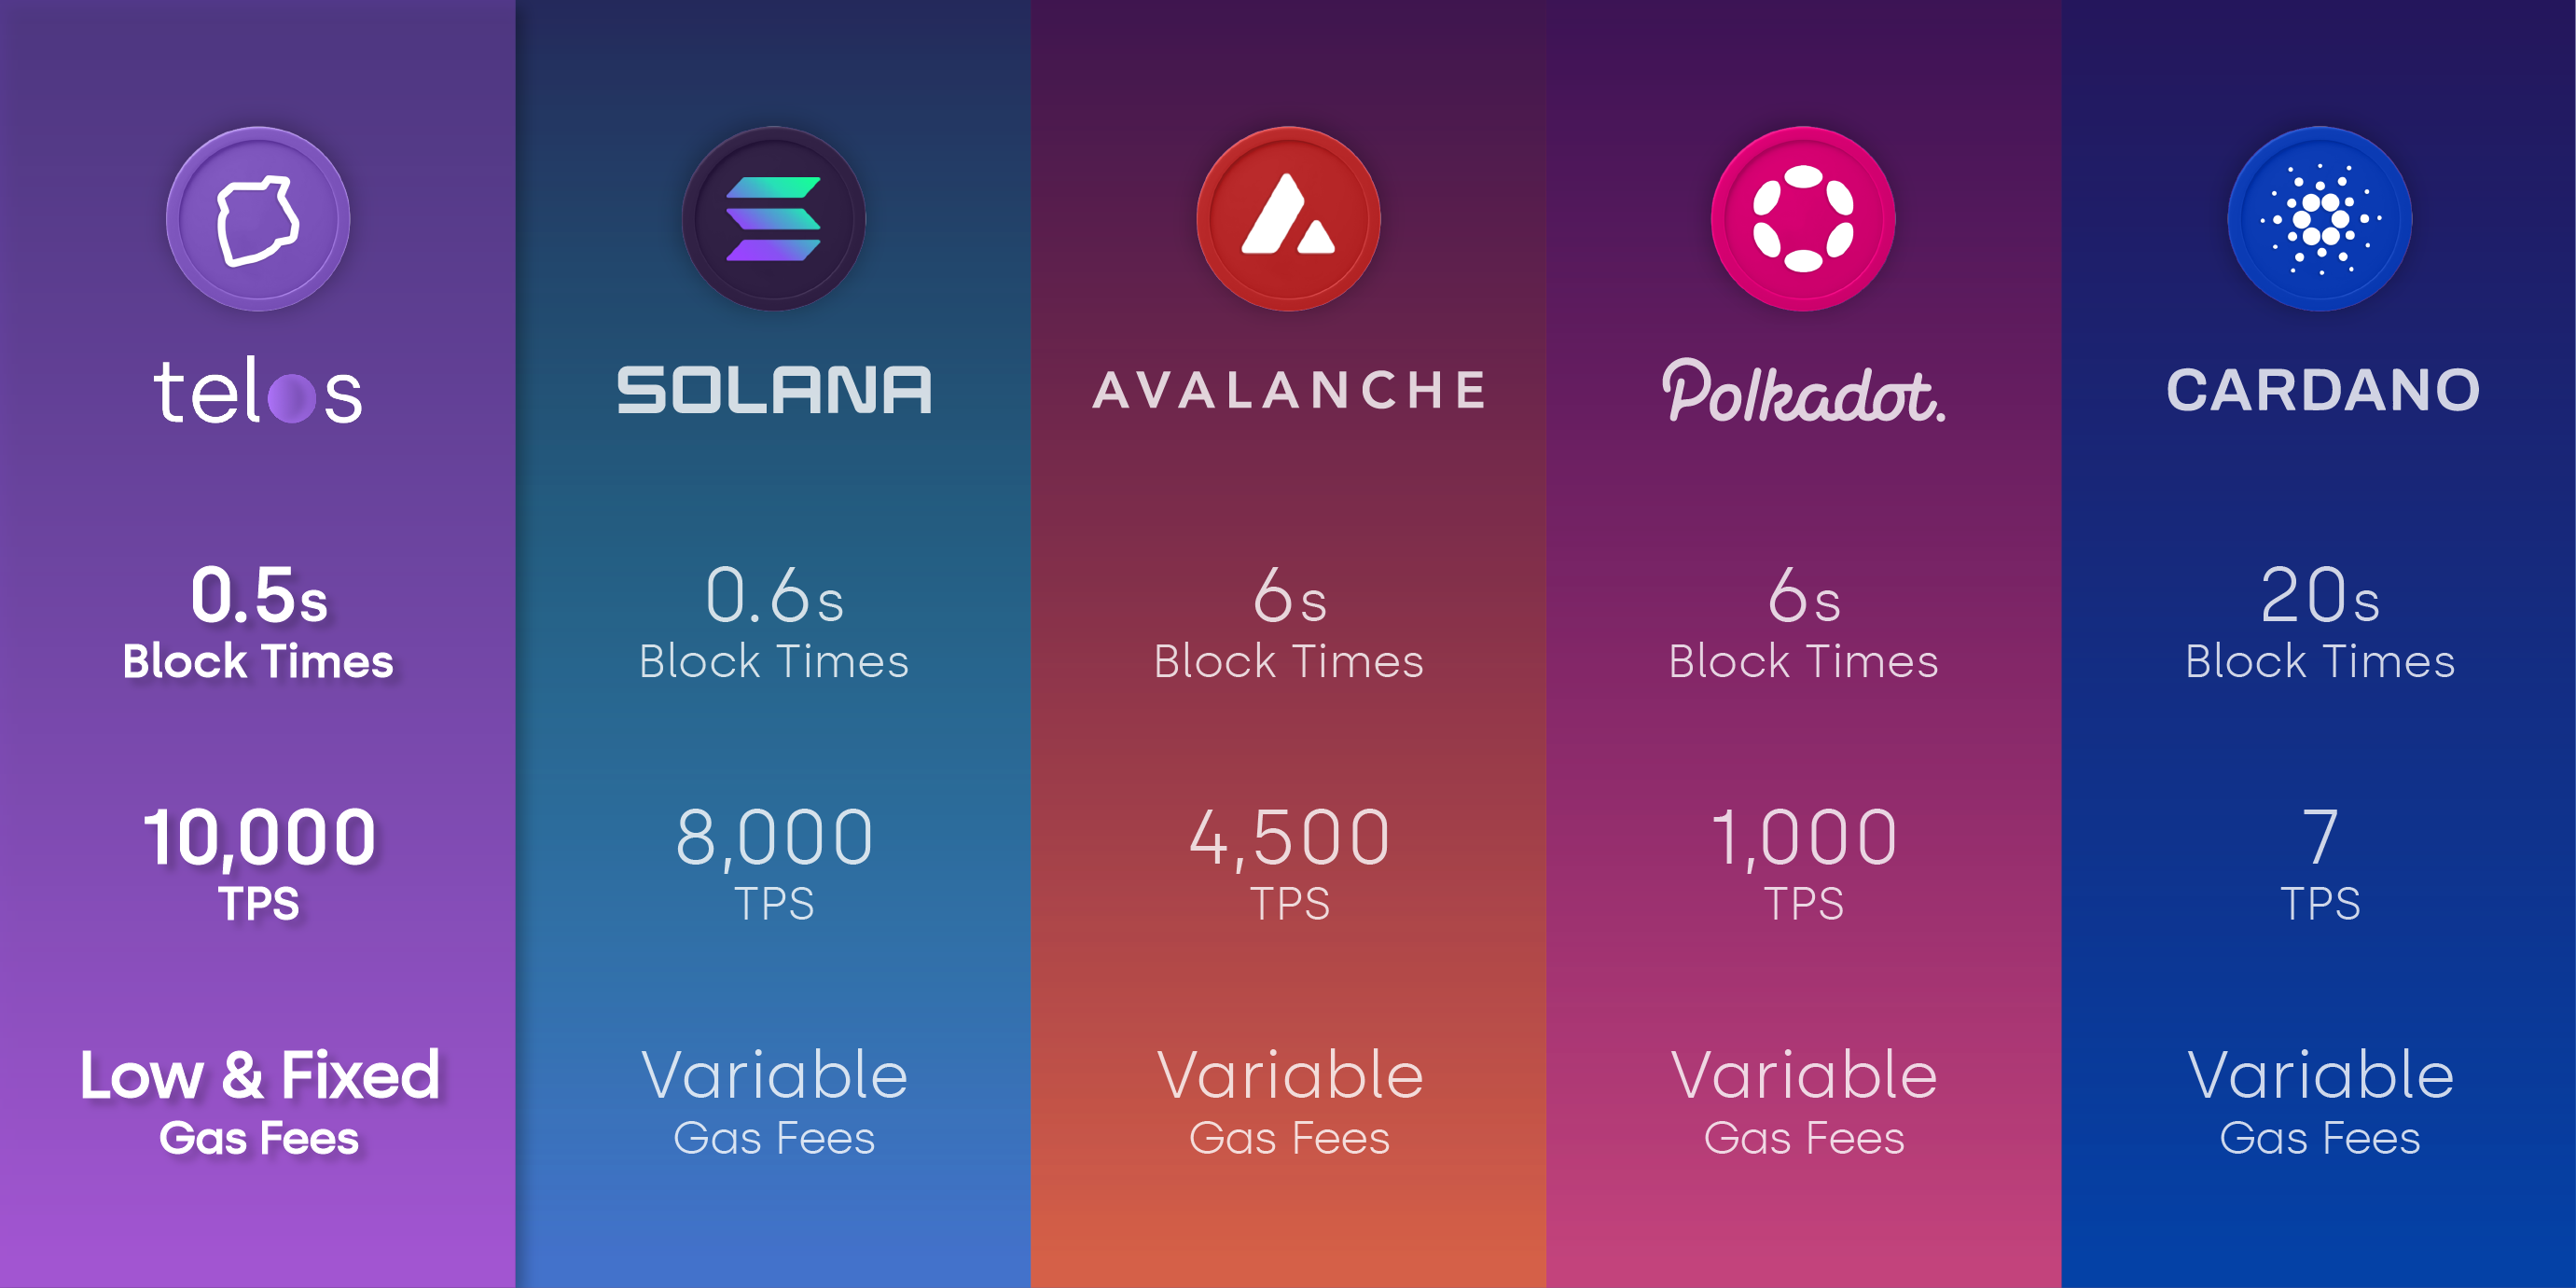 telos
0.5s
Block Times
10,000
TPS
Low & Fixed
Gas Fees
SOLANA
0.6s
Block Times
8,000
TPS
Variable
Gas Fees
AVALANCHE
6s
Block Times
4,500
TPS
Variable
Gas Fees
Polkadot.
6s
Block Times
1,000
TPS
Variable
Gas Fees
CARDANO
20s
Block Times
7
TPS
Variable
Gas Fees